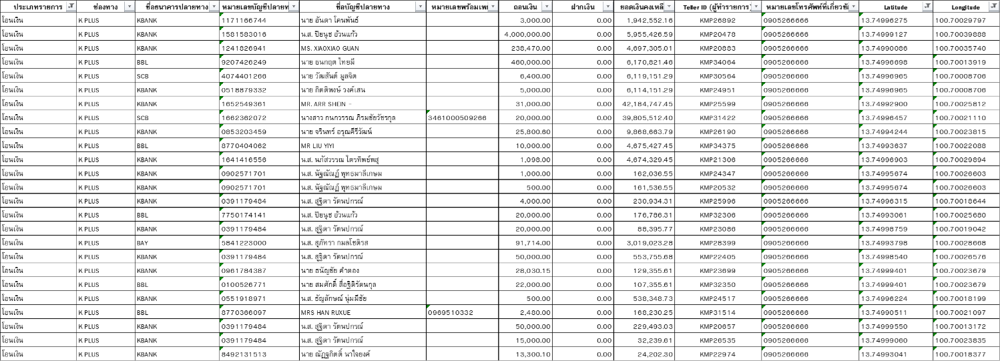 ประเภทรายการ ช่องทาง ชื่อธนาคารปลายทาง หมายเลขบัญชีปลายท ชื่อบัญชีปลายทาง หมายเลขพร้อมเพ ถอนเงิน ฝากเงิน ยอดเงินคงเหลื Teller ID (ผู้ทำรายการ) หมายเลขโทรศัพท์ที่เกี่ยวข้ Latitude Longitude
โอนเงิน K PLUS KBANK 1171166744 นาย อันดา โคนพันธ์ 3,000.00 0.00 1,942,552.16 KMP26892 0905266666 13.74996275 100.70029797
โอนเงิน K PLUS KBANK 1581583016 น.ส. ปิยนุช อ้วนแก้ว 4,000,000.00 0.00 5,955,426.59 KMP20478 0905266666 13.74999127 100.70039888
โอนเงิน K PLUS KBANK 1241826941 MS. XIAOXIAO GUAN 238,470.00 0.00 4,697,305.01 KMP20883 0905266666 13.74990086 100.70035740
โอนเงิน K PLUS BBL 9207426249 นาย ธนกฤต ไทยมี 460,000.00 0.00 6,170,821.46 KMP34064 0905266666 13.74996698 100.70013919
โอนเงิน K PLUS SCB 4074401266 นาย วัฒสันต์ มูลจิต 6,400.00 0.00 6,119,151.29 KMP30564 0905266666 13.74996965 100.70008706
โอนเงิน K PLUS KBANK 0518879332 นาย กิตติพงษ์ วงค์เสน 5,000.00 0.00 6,114,151.29 KMP24951 0905266666 13.74996965 100.70008706
โอนเงิน K PLUS KBANK 1652549361 MR. ARR SHEIN - 31,000.00 0.00 42,184,747.45 KMP25599 0905266666 13.74992900 100.70025812
โอนเงิน K PLUS SCB 1662362072 นางสาว กนกวรรณ ภิรมชัยวัชรกุล 3461000509266 20,000.00 0.00 39,805,512.40 KMP31422 0905266666 13.74996457 100.70021110
โอนเงิน K PLUS KBANK 0853203459 นาย จรินทร์ อรุณคีรีวัฒน์ 25,800.60 0.00 9,868,663.79 KMP26190 0905266666 13.74994244 100.70023815
โอนเงิน K PLUS BBL 8770404062 MR LIU YIYI 10,000.00 0.00 4,675,427.45 KMP34375 0905266666 13.74993637 100.70022088
โอนเงิน K PLUS KBANK 1641416556 น.ส. นภัสวรรณ ไตรทิพย์พสุ 1,098.00 0.00 4,674,329.45 KMP21306 0905266666 13.74996903 100.70029894
โอนเงิน K PLUS KBANK 0902571701 น.ส. นัฐณัณฏ์ พุทธมาลีเกษม 1,000.00 0.00 162,036.55 KMP24347 0905266666 13.74995674 100.70026603
โอนเงิน K PLUS KBANK 0902571701 น.ส. นัฐณัณฏ์ พุทธมาลีเกษม 500.00 0.00 161,536.55 KMP20532 0905266666 13.74995674 100.70026603
โอนเงิน K PLUS KBANK 0391179484 น.ส. สุฐิตา รัตนปกรณ์ 4,000.00 0.00 230,934.31 KMP25996 0905266666 13.74996315 100.70018644
โอนเงิน K PLUS BBL 7750174141 น.ส. ปิยนุช อ้วนแก้ว 20,000.00 0.00 176,786.31 KMP32306 0905266666 13.74993061 100.70025680
โอนเงิน K PLUS KBANK 0391179484 น.ส. สุฐิตา รัตนปกรณ์ 20,000.00 0.00 88,395.77 KMP23086 0905266666 13.74998759 100.70019042
โอนเงิน K PLUS BAY 5841223000 น.ส. สุภัทรา กมลโชติรส 91,714.00 0.00 3,019,023.68 KMP28399 0905266666 13.74993798 100.70028668
โอนเงิน K PLUS KBANK 0391179484 น.ส. สุฐิตา รัตนปกรณ์ 50,000.00 0.00 553,755.68 KMP22405 0905266666 13.74998540 100.70026576
โอนเงิน K PLUS KBANK 0961784387 นาย ธนัญชัย คำตอง 28,030.15 0.00 129,355.61 KMP23699 0905266666 13.74999401 100.70023679
โอนเงิน K PLUS BBL 0100526771 นาย สมศักดิ์ สื่อฐิติรัตนกุล 22,000.00 0.00 107,355.61 KMP32350 0905266666 13.74999401 100.70023679
โอนเงิน K PLUS KBANK 0551918971 น.ส. ธัญลักษณ์ นุ่มมีชัย 500.00 0.00 538,348.73 KMP24517 0905266666 13.74996224 100.70018199
โอนเงิน K PLUS BBL 8770366097 MRS HAN RUXUE 0969510332 2,480.00 0.00 168,230.25 KMP31514 0905266666 13.74990511 100.70021097
โอนเงิน K PLUS KBANK 0391179484 น.ส. สุฐิตา รัตนปกรณ์ 50,000.00 0.00 229,493.03 KMP20657 0905266666 13.74999550 100.70013172
โอนเงิน K PLUS KBANK 0391179484 น.ส. สุฐิตา รัตนปกรณ์ 15,000.00 0.00 32,239.61 KMP26535 0905266666 13.74999060 100.70023835
โอนเงิน K PLUS KBANK 8492131513 นาย ณัฏฐกิตติ์ นาใจยงค์ 13,300.10 0.00 24,202.30 KMP22974 0905266666 13.74993041 100.70018377